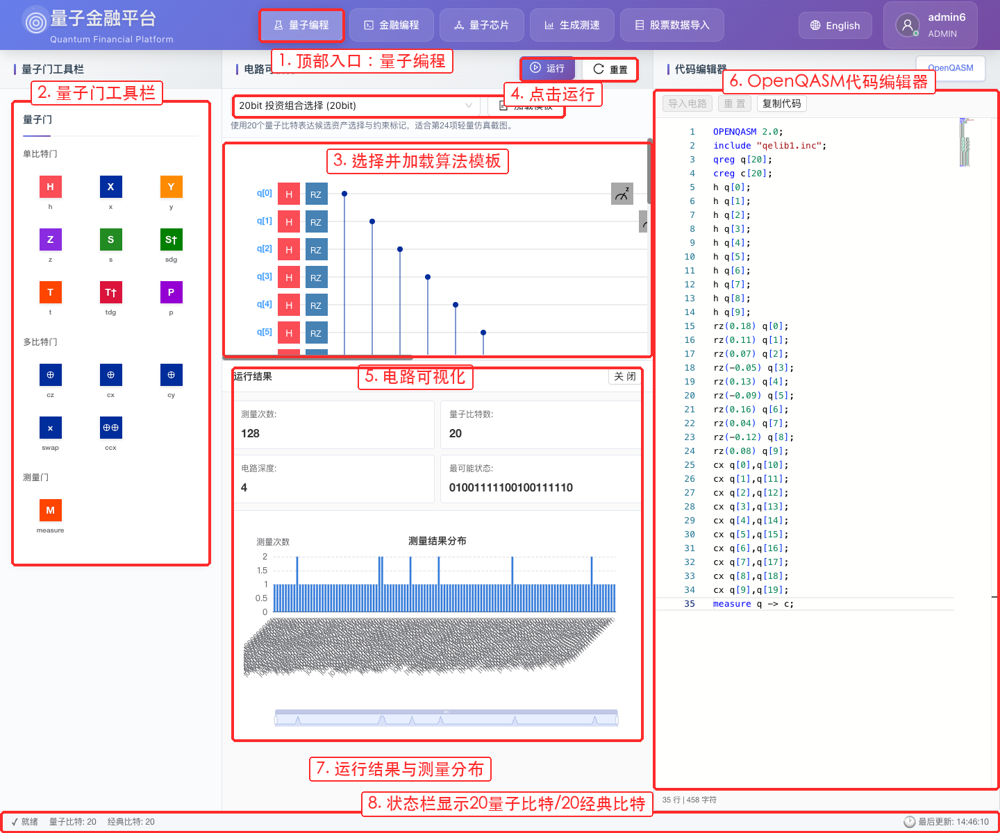 量子金融平台
Quantum Financial Platform
量子编程
金融编程
量子芯片
生成测速
股票数据导入
English
admin6
ADMIN
1. 顶部入口：量子编程
量子门工具栏
2. 量子门工具栏
量子门
单比特门
H X Y
h x y
Z S S†
z s sdg
T T† P
t tdg p
多比特门
cz cx cy
swap ccx
测量门
M
measure
运行
重置
4. 点击运行
20bit 投资组合选择 (20bit)
加载模板
使用20个量子比特表达候选资产选择与约束标记，适合第24项轻量仿真截图。
3. 选择并加载算法模板
q[0] H RZ z
q[1] H RZ
q[2] H RZ
q[3] H RZ
q[4] H RZ
q[5] H RZ
运行结果
5. 电路可视化
关 闭
测量次数:
128
量子比特数:
20
电路深度:
4
最可能状态:
01001111100100111110
测量次数
测量结果分布
2
1.5
1
0.5
0
7. 运行结果与测量分布
代码编辑器
OpenQASM
6. OpenQASM代码编辑器
导入电路
重 置
复制代码
1 OPENQASM 2.0;
2 include "qelib1.inc";
3 qreg q[20];
4 creg c[20];
5 h q[0];
6 h q[1];
7 h q[2];
8 h q[3];
9 h q[4];
10 h q[5];
11 h q[6];
12 h q[7];
13 h q[8];
14 h q[9];
15 rz(0.18) q[0];
16 rz(0.11) q[1];
17 rz(0.07) q[2];
18 rz(-0.05) q[3];
19 rz(0.13) q[4];
20 rz(-0.09) q[5];
21 rz(0.16) q[6];
22 rz(0.04) q[7];
23 rz(-0.12) q[8];
24 rz(0.08) q[9];
25 cx q[0],q[10];
26 cx q[1],q[11];
27 cx q[2],q[12];
28 cx q[3],q[13];
29 cx q[4],q[14];
30 cx q[5],q[15];
31 cx q[6],q[16];
32 cx q[7],q[17];
33 cx q[8],q[18];
34 cx q[9],q[19];
35 measure q -> c;
35 行 | 458 字符
8. 状态栏显示20量子比特/20经典比特
✓ 就绪
量子比特: 20
经典比特: 20
最后更新: 14:46:10